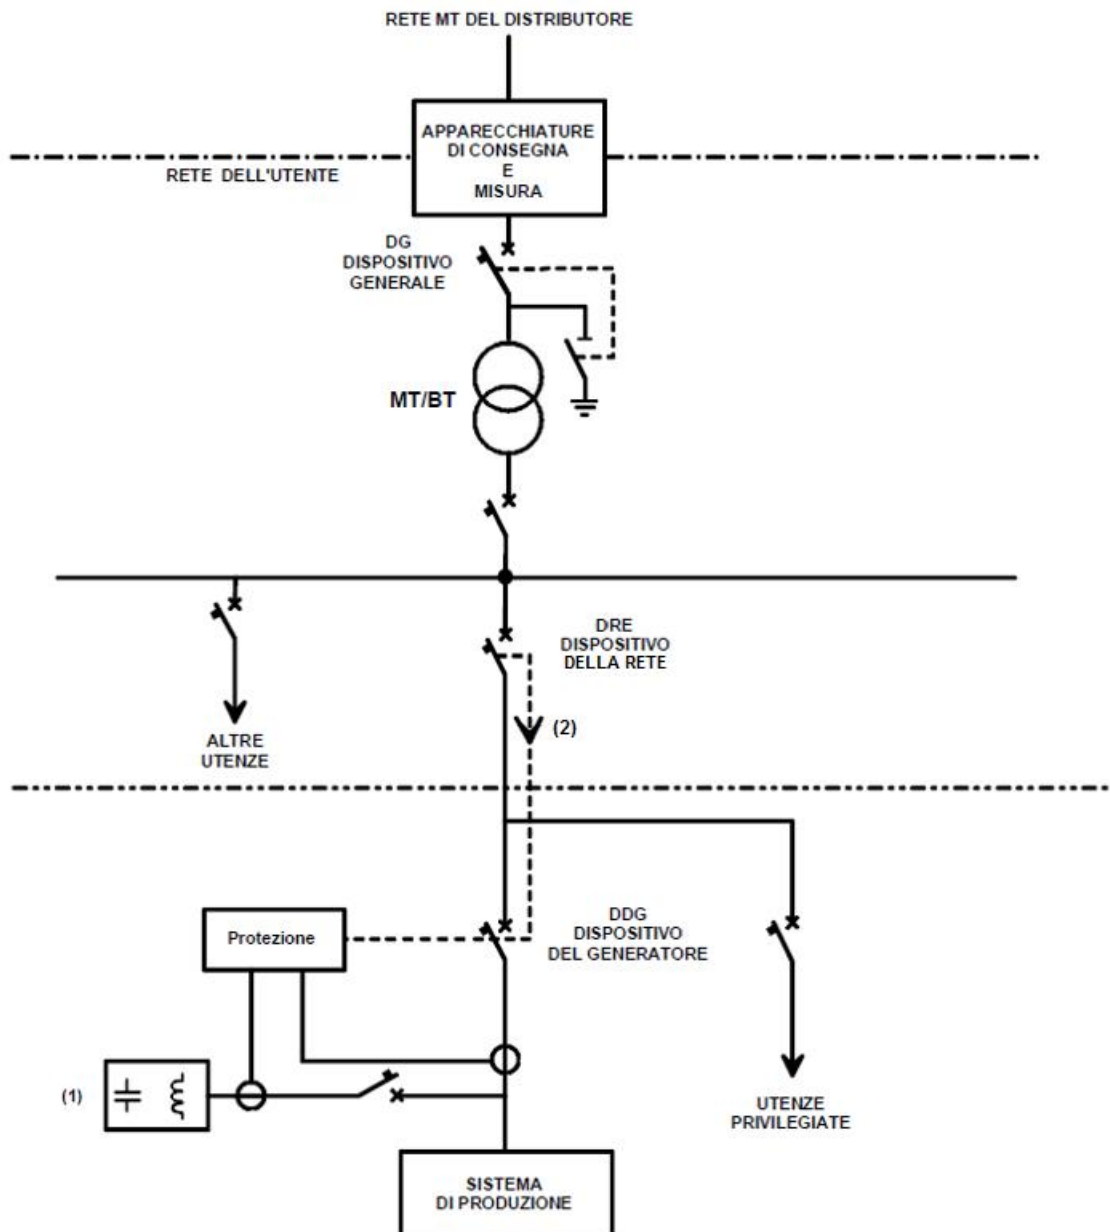 RETE MT DEL DISTRIBUTORE
APPARECCHIATURE
DI CONSEGNA
E
MISURA
RETE DELL'UTENTE
DG
DISPOSITIVO
GENERALE
MT/BT
DRE
DISPOSITIVO
DELLA RETE
(2)
ALTRE
UTENZE
DDG
DISPOSITIVO
DEL GENERATORE
Protezione
(1)
UTENZE
PRIVILEGIATE
SISTEMA
DI PRODUZIONE